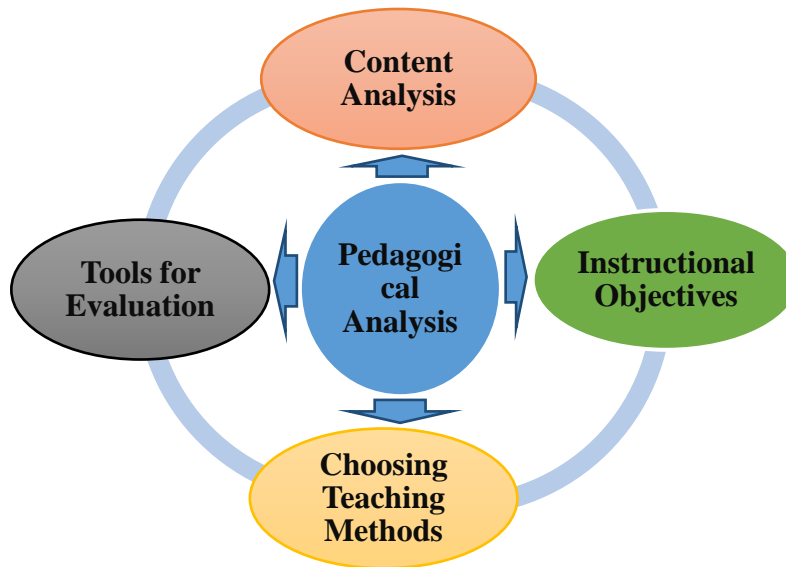 Content
Analysis
Tools for
Evaluation
Pedagogi
cal
Analysis
Instructional
Objectives
Choosing
Teaching
Methods